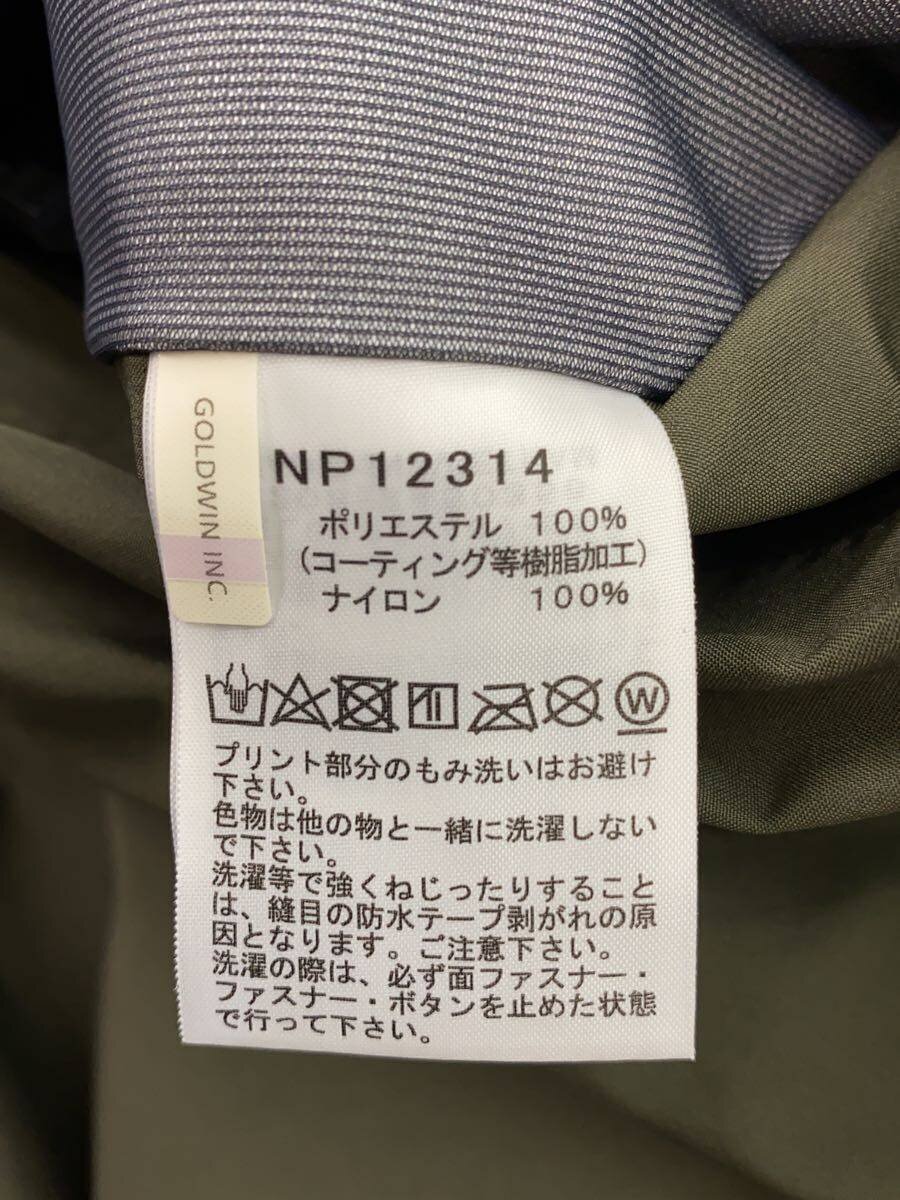 GOLDWIN INC.
NP12314
ポリエステル 100%
(コーティング等樹脂加工)
ナイロン 100%
W
プリント部分のもみ洗いはお避け
下さい。
色物は他の物と一緒に洗濯しない
で下さい。
洗濯等で強くねじったりすること
は、縫目の防水テープ剥がれの原
因となります。ご注意下さい。
洗濯の際は、必ず面ファスナー・
ファスナー・ボタンを止めた状態
で行って下さい。